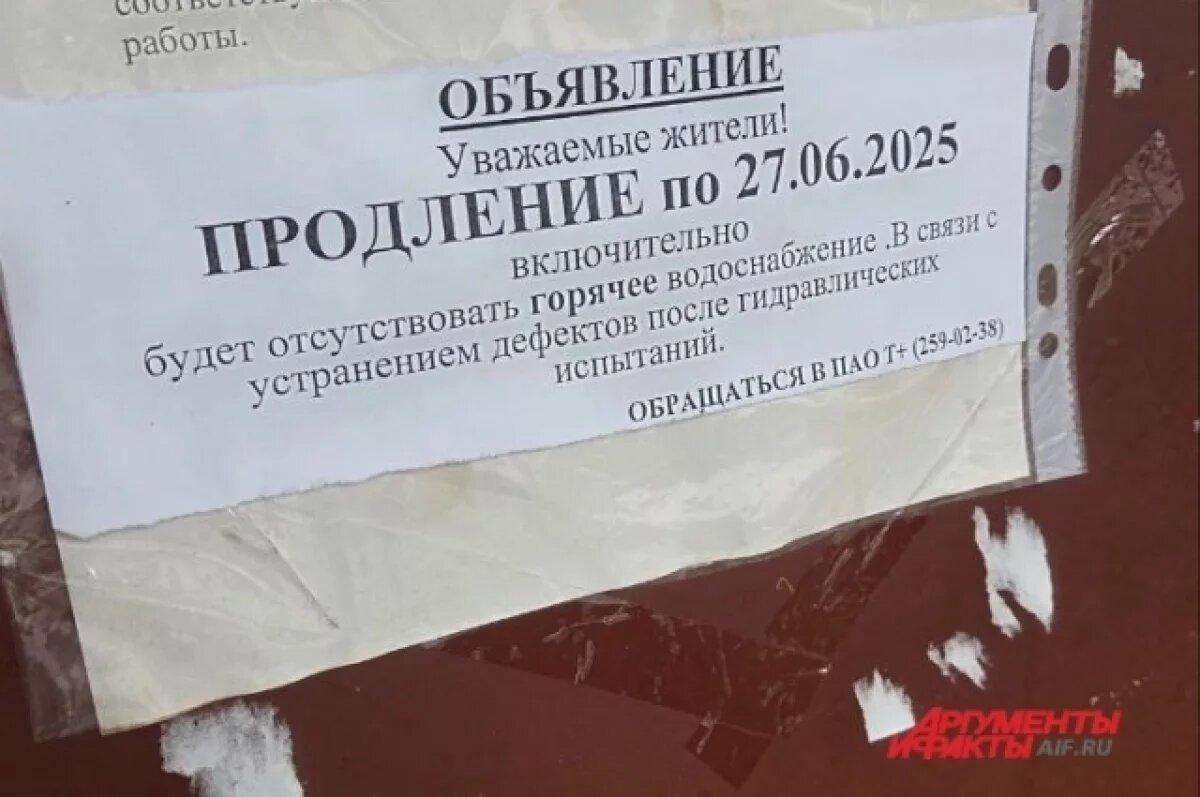 работы.
ОБЪЯВЛЕНИЕ
Уважаемые жители!
ПРОДЛЕНИЕ по 27.06.2025
включительно
будет отсутствовать горячее водоснабжение .В связи с
устранением дефектов после гидравлических
испытаний.
ОБРАЩАТЬСЯ В ПАО Т+ (259-02-38)
АРГУМЕНТЫ
И ФАКТЫ AIF.RU